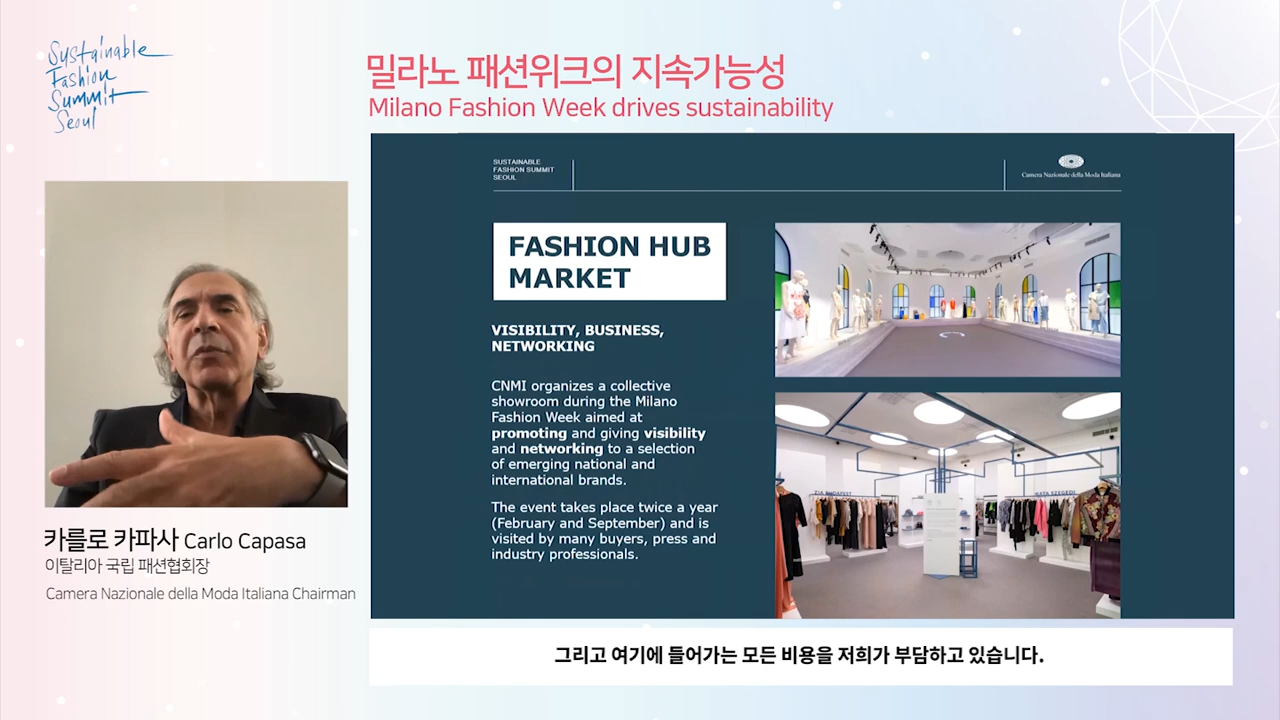 Sustainable
Fashion
Summit
Seoul
밀라노 패션위크의 지속가능성
Milano Fashion Week drives sustainability
SUSTAINABLE
FASHION SUMMIT
SEOUL
Camera Nazionale della Moda Italiana
FASHION HUB
MARKET
VISIBILITY, BUSINESS,
NETWORKING
CNMI organizes a collective
showroom during the Milano
Fashion Week aimed at
promoting and giving visibility
and networking to a selection
of emerging national and
international brands.
The event takes place twice a year
(February and September) and is
visited by many buyers, press and
industry professionals.
ZIA BUDAPEST
KATA SZEGEDI
카를로 카파사 Carlo Capasa
이탈리아 국립 패션협회장
Camera Nazionale della Moda Italiana Chairman
그리고 여기에 들어가는 모든 비용을 저희가 부담하고 있습니다.